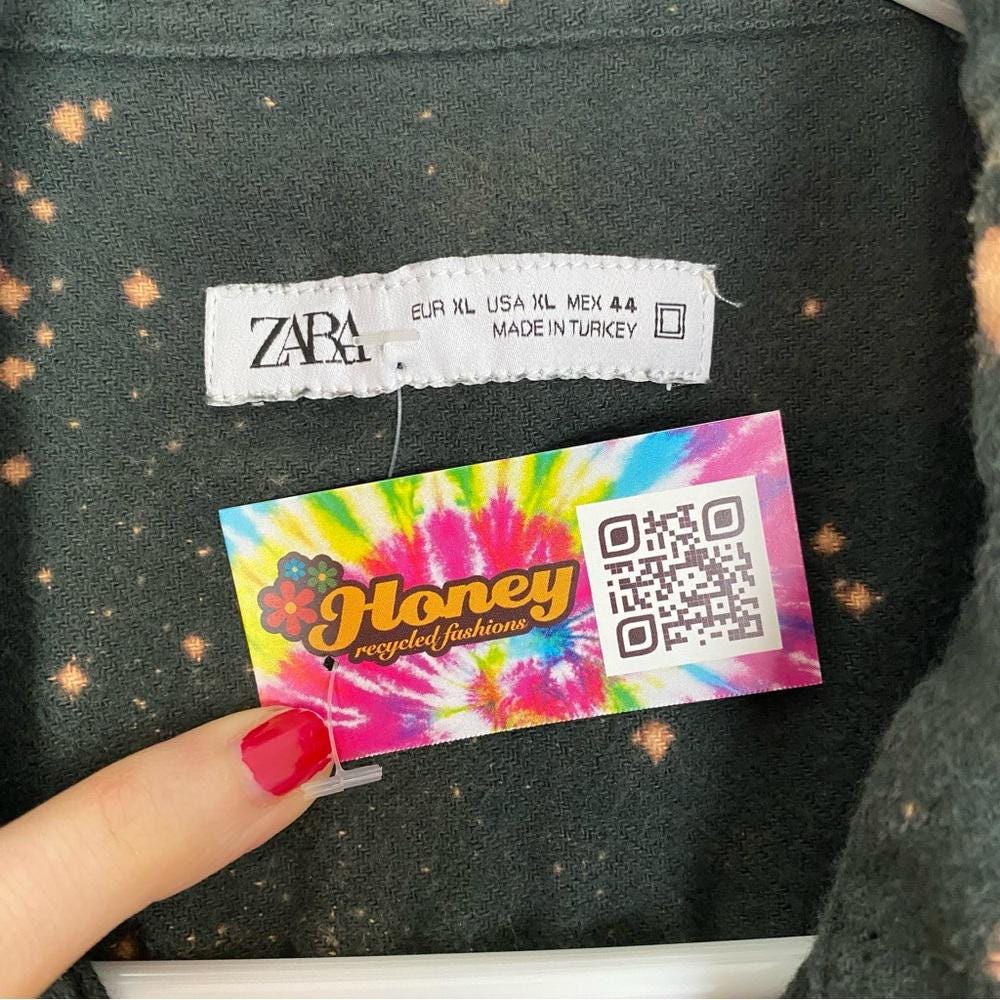 ZARA
EUR XL USA XL MEX 44
MADE IN TURKEY
Honey
recycled fashions